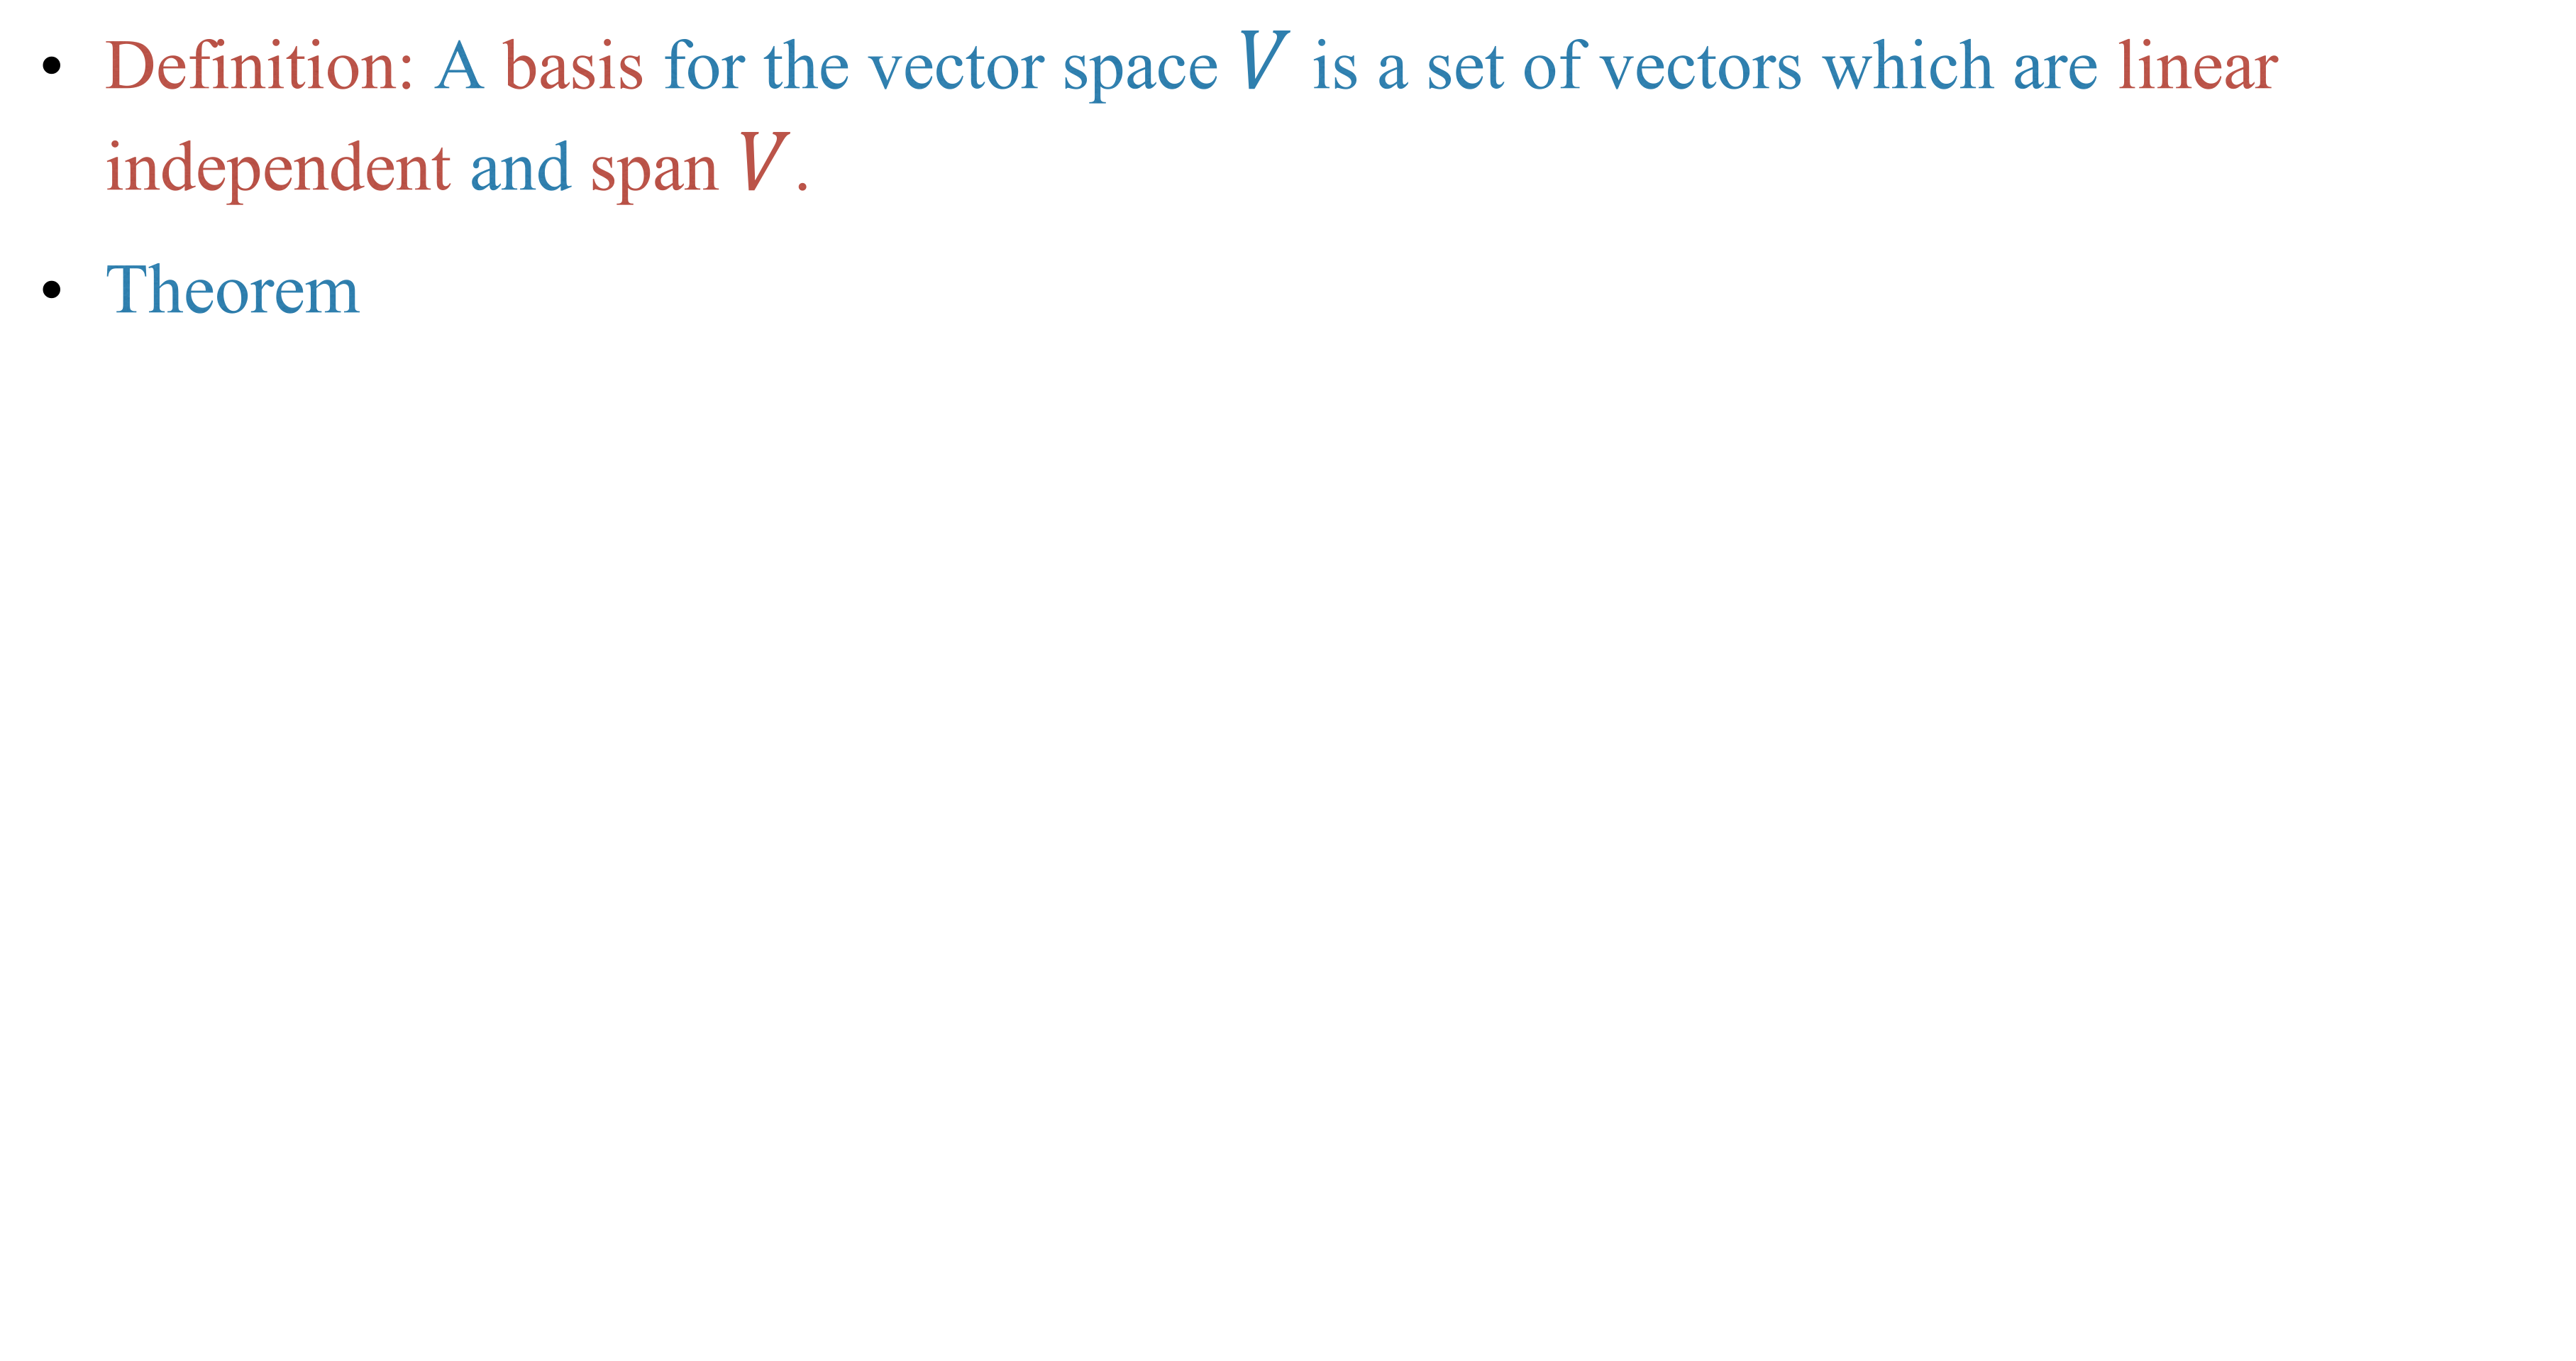 • Definition: A basis for the vector space V is a set of vectors which are linear
independent and span V.
• Theorem